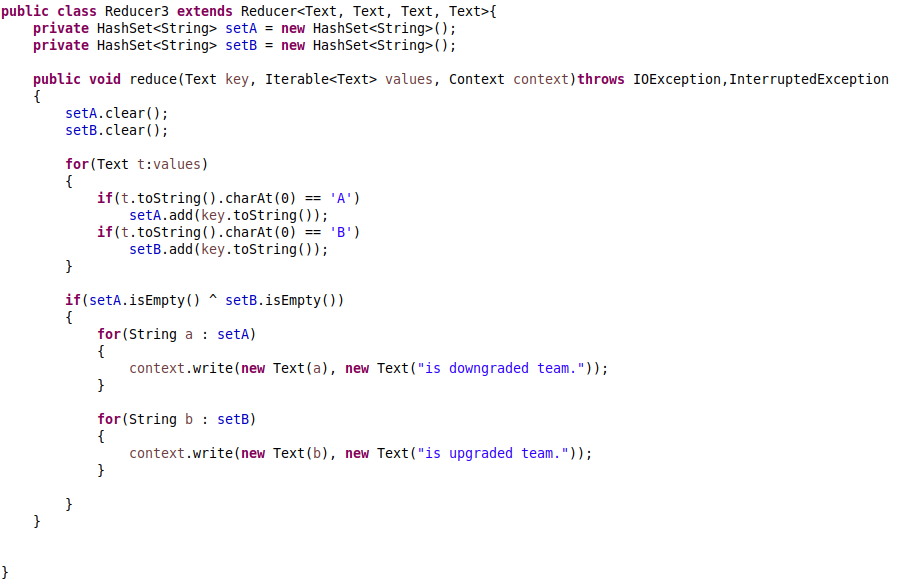 public class Reducer3 extends Reducer<Text, Text, Text, Text>{
    private HashSet<String> setA = new HashSet<String>();
    private HashSet<String> setB = new HashSet<String>();

    public void reduce(Text key, Iterable<Text> values, Context context)throws IOException,InterruptedException
    {
        setA.clear();
        setB.clear();

        for(Text t:values)
        {
            if(t.toString().charAt(0) == 'A')
                setA.add(key.toString());
            if(t.toString().charAt(0) == 'B')
                setB.add(key.toString());
        }

        if(setA.isEmpty() ^ setB.isEmpty())
        {
            for(String a : setA)
            {
                context.write(new Text(a), new Text("is downgraded team."));
            }

            for(String b : setB)
            {
                context.write(new Text(b), new Text("is upgraded team."));
            }

        }
    }


}